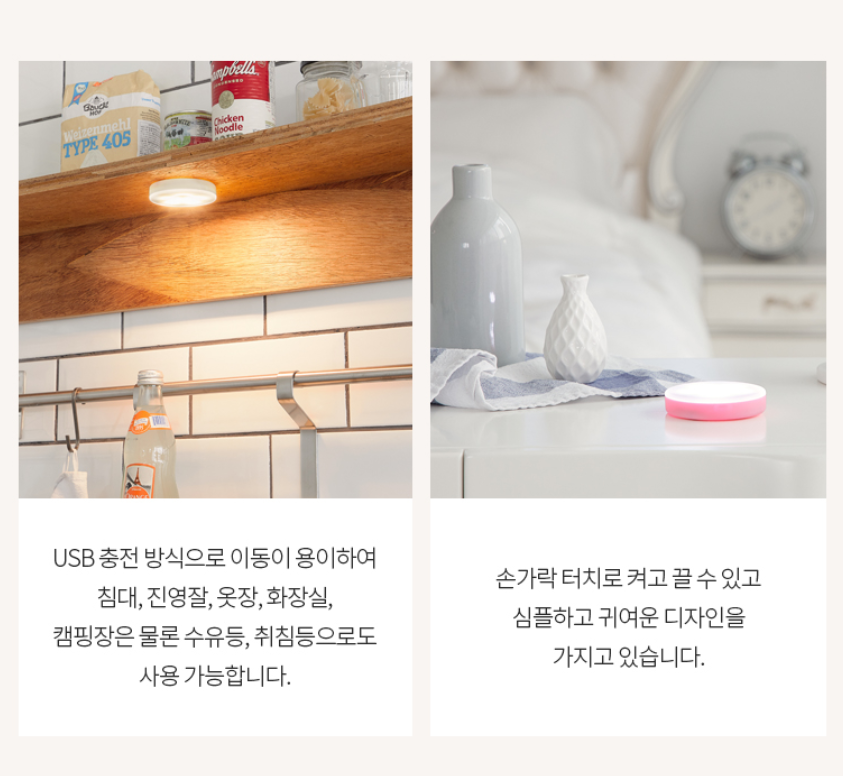 Bauck
HOF
Weizenmehl
TYPE 405
Campbell's
Chicken
Noodle
SOUP
USB 충전 방식으로 이동이 용이하여
침대, 진영잘, 옷장, 화장실,
캠핑장은 물론 수유등, 취침등으로도
사용 가능합니다.
손가락 터치로 켜고 끌 수 있고
심플하고 귀여운 디자인을
가지고 있습니다.